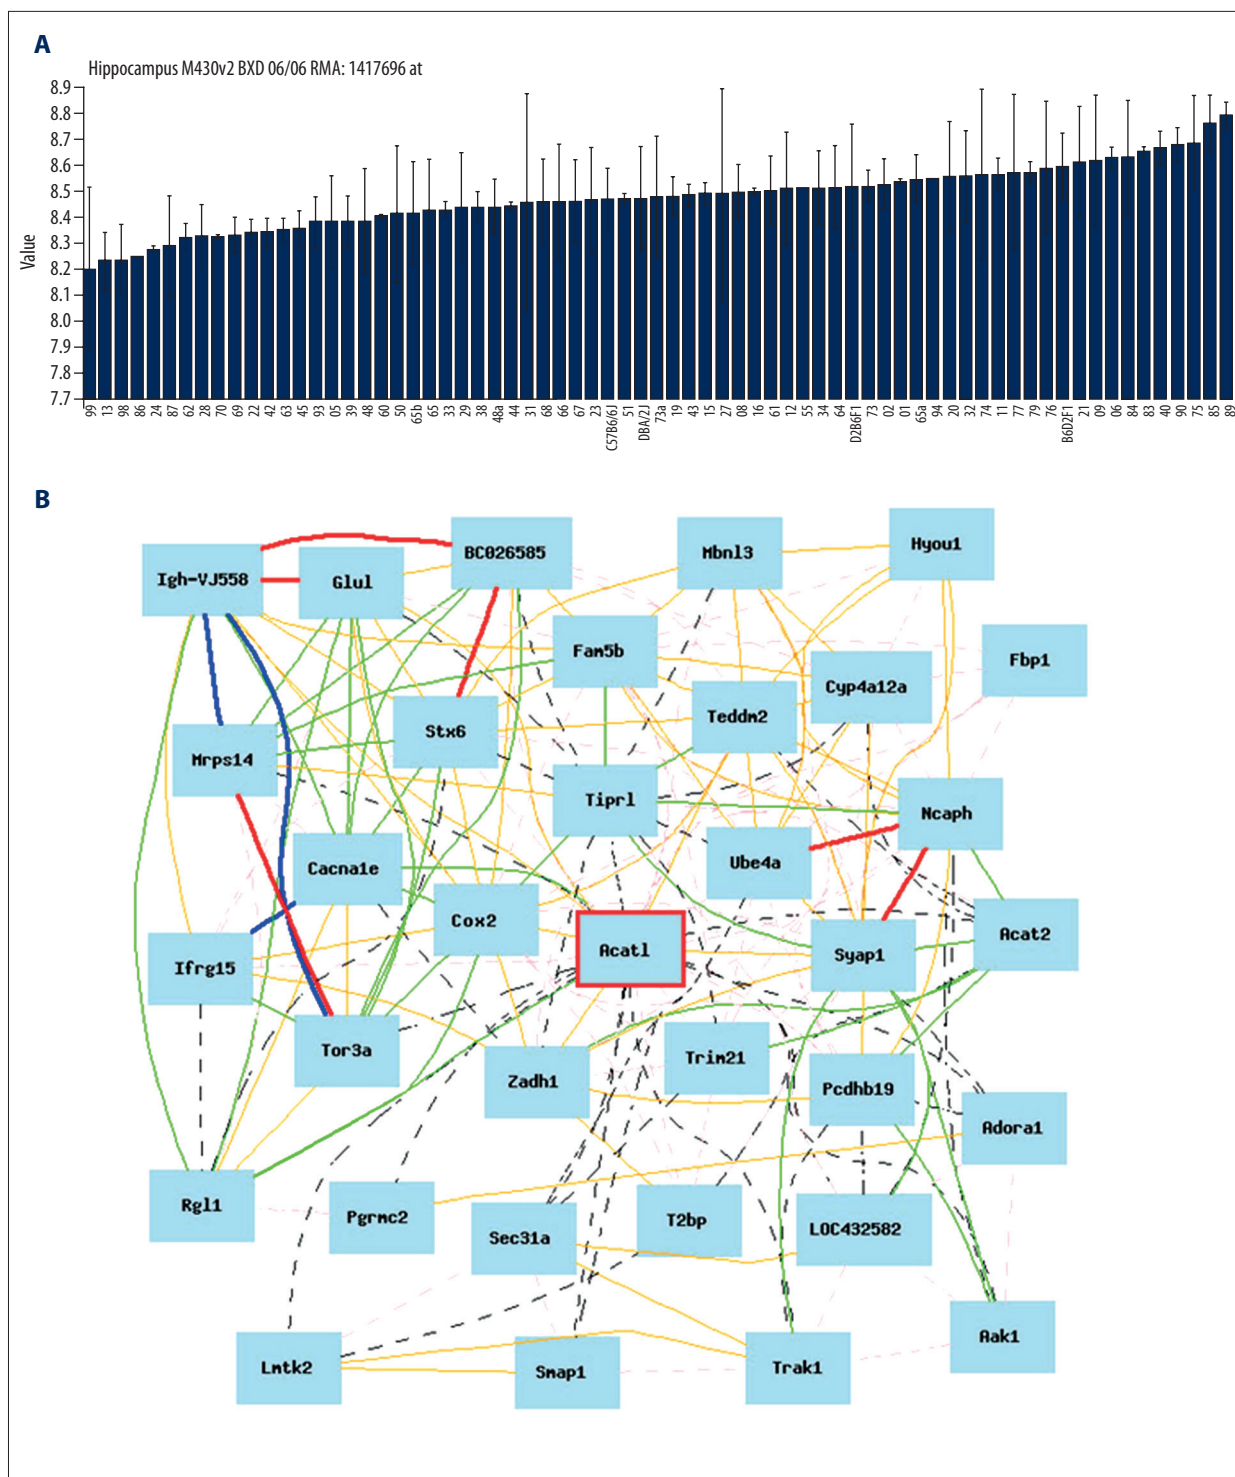 A
Hippocampus M430v2 BXD 06/06 RMA: 1417696 at
Value
8.9
8.8
8.7
8.6
8.5
8.4
8.3
8.2
8.1
8.0
7.9
7.8
7.7
99 13 98 86 24 87 62 28 70 69 22 42 63 45 93 05 39 48 60 50 65b 65 33 29 38 48a 44 31 68 66 67 23 C57B6/6J 51 DBA/2J 73a 19 43 15 27 08 16 61 12 55 34 64 D2B6F1 73 02 01 65a 94 20 32 74 11 77 79 76 B6D2F1 21 09 06 84 83 40 90 75 85 89
B
Igh-VJ558
Glul
BC026585
Mbnl3
Hyou1
Fam5b
Fbp1
Cyp4a12a
Teddm2
Stx6
Mrps14
Tiprl
Ncaph
Cacna1e
Ube4a
Cox2
Acatl
Syap1
Acat2
Ifrg15
Tor3a
Zadh1
Trim21
Pcdhb19
Adora1
Rgl1
Pgrmc2
Sec31a
T2bp
LOC432582
Lmtk2
Smap1
Trak1
Aak1